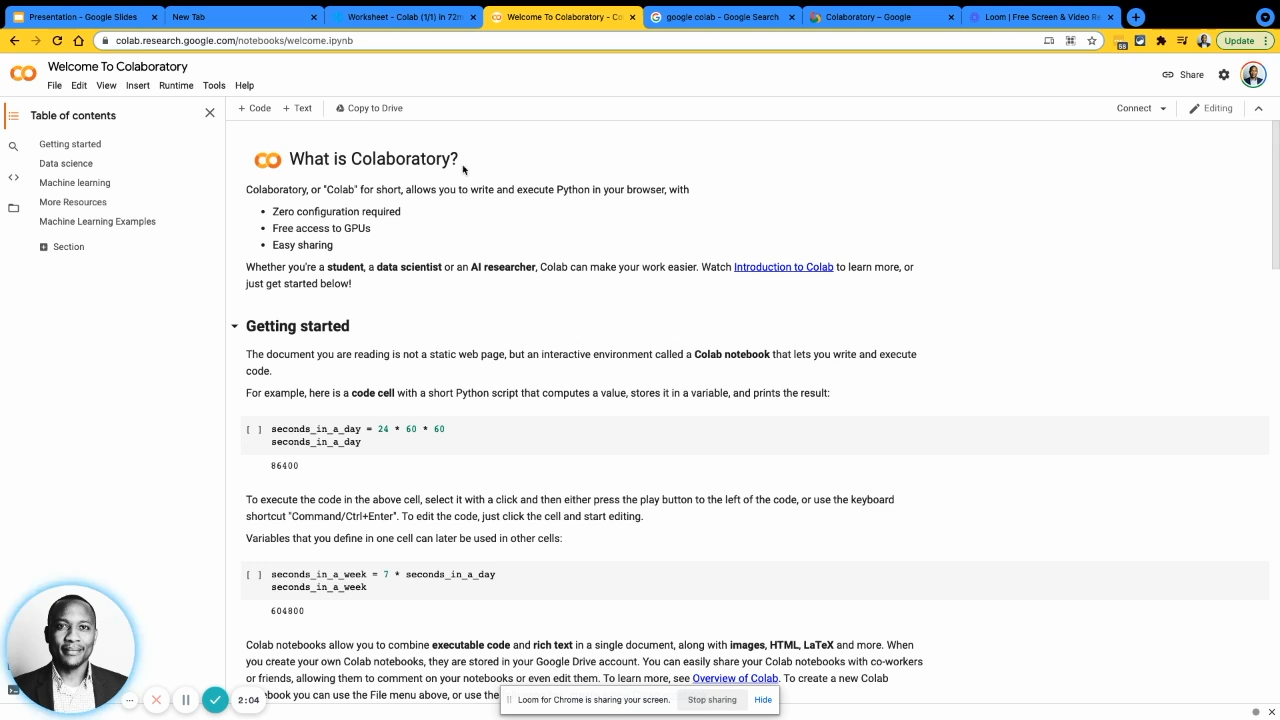 Presentation - Google Slides
New Tab
Worksheet - Colab (1/1) in 72m
Welcome To Colaboratory - Co
google colab - Google Search
Colaboratory – Google
Loom | Free Screen & Video Re
colab.research.google.com/notebooks/welcome.ipynb
68
Update
Welcome To Colaboratory
Share
File Edit View Insert Runtime Tools Help
Table of contents
+ Code + Text Copy to Drive
Connect
Editing
Getting started
Data science
Machine learning
More Resources
Machine Learning Examples
Section
What is Colaboratory?
Colaboratory, or "Colab" for short, allows you to write and execute Python in your browser, with
• Zero configuration required
• Free access to GPUs
• Easy sharing
Whether you're a student, a data scientist or an AI researcher, Colab can make your work easier. Watch Introduction to Colab to learn more, or
just get started below!
Getting started
The document you are reading is not a static web page, but an interactive environment called a Colab notebook that lets you write and execute
code.
For example, here is a code cell with a short Python script that computes a value, stores it in a variable, and prints the result:
[ ] seconds_in_a_day = 24 * 60 * 60
seconds_in_a_day
86400
To execute the code in the above cell, select it with a click and then either press the play button to the left of the code, or use the keyboard
shortcut "Command/Ctrl+Enter". To edit the code, just click the cell and start editing.
Variables that you define in one cell can later be used in other cells:
[ ] seconds_in_a_week = 7 * seconds_in_a_day
seconds_in_a_week
604800
Colab notebooks allow you to combine executable code and rich text in a single document, along with images, HTML, LaTeX and more. When
you create your own Colab notebooks, they are stored in your Google Drive account. You can easily share your Colab notebooks with co-workers
or friends, allowing them to comment on your notebooks or even edit them. To learn more, see Overview of Colab. To create a new Colab
book you can use the File menu above, or use the
2:04
Loom for Chrome is sharing your screen.
Stop sharing
Hide